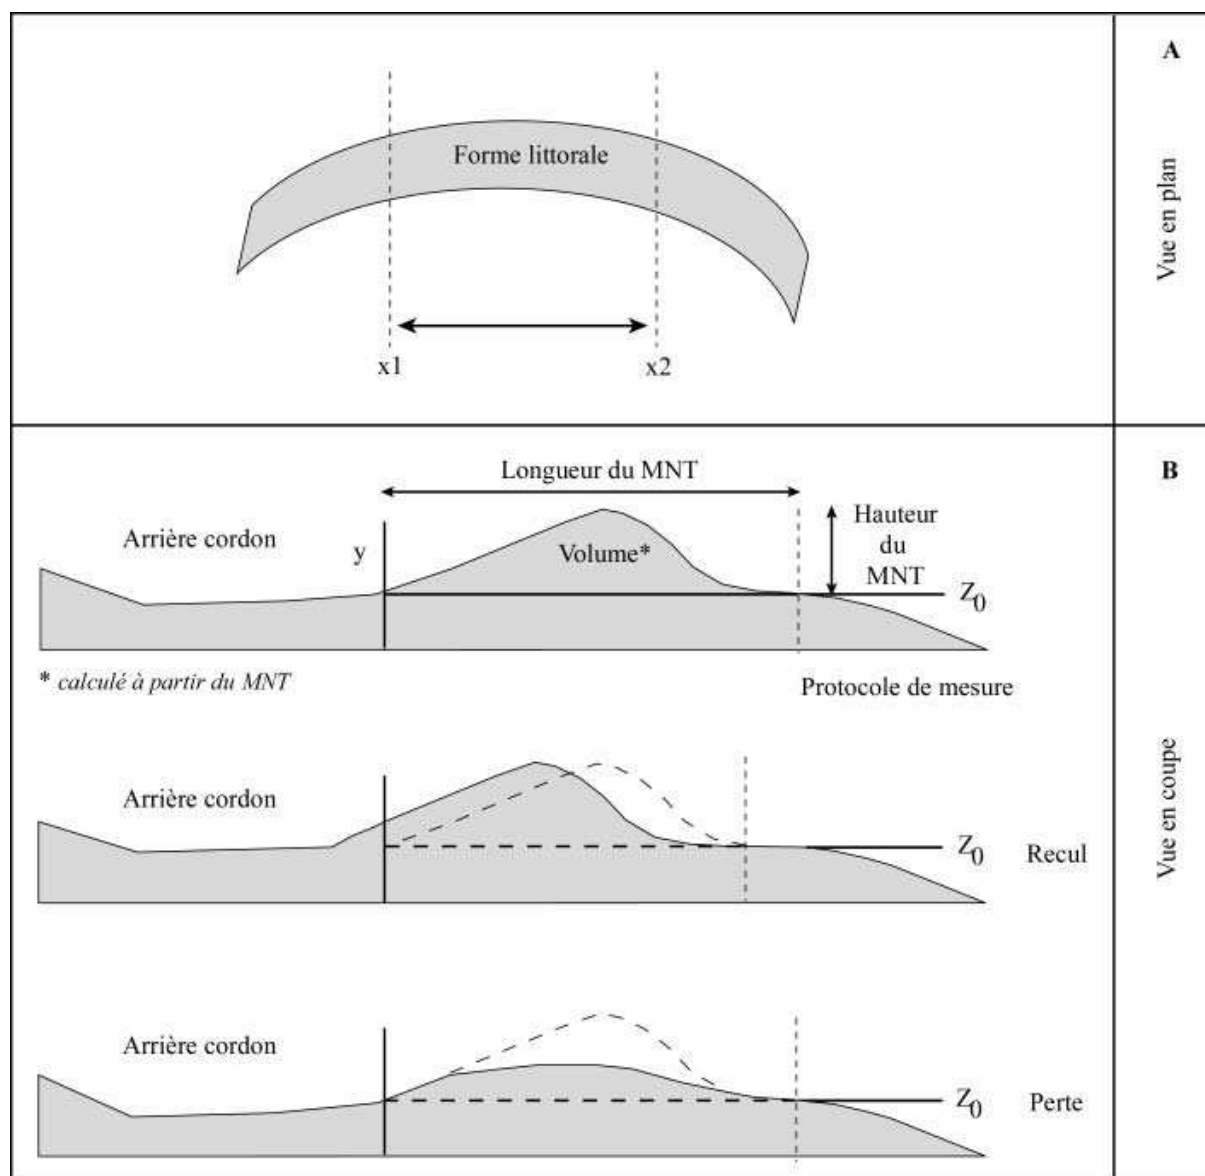 A
Vue en plan
Forme littorale
x1
x2
B
Vue en coupe
Longueur du MNT
Hauteur
du
MNT
Arrière cordon
y
Volume*
Z0
* calculé à partir du MNT
Protocole de mesure
Arrière cordon
Z0
Recul
Arrière cordon
Z0
Perte